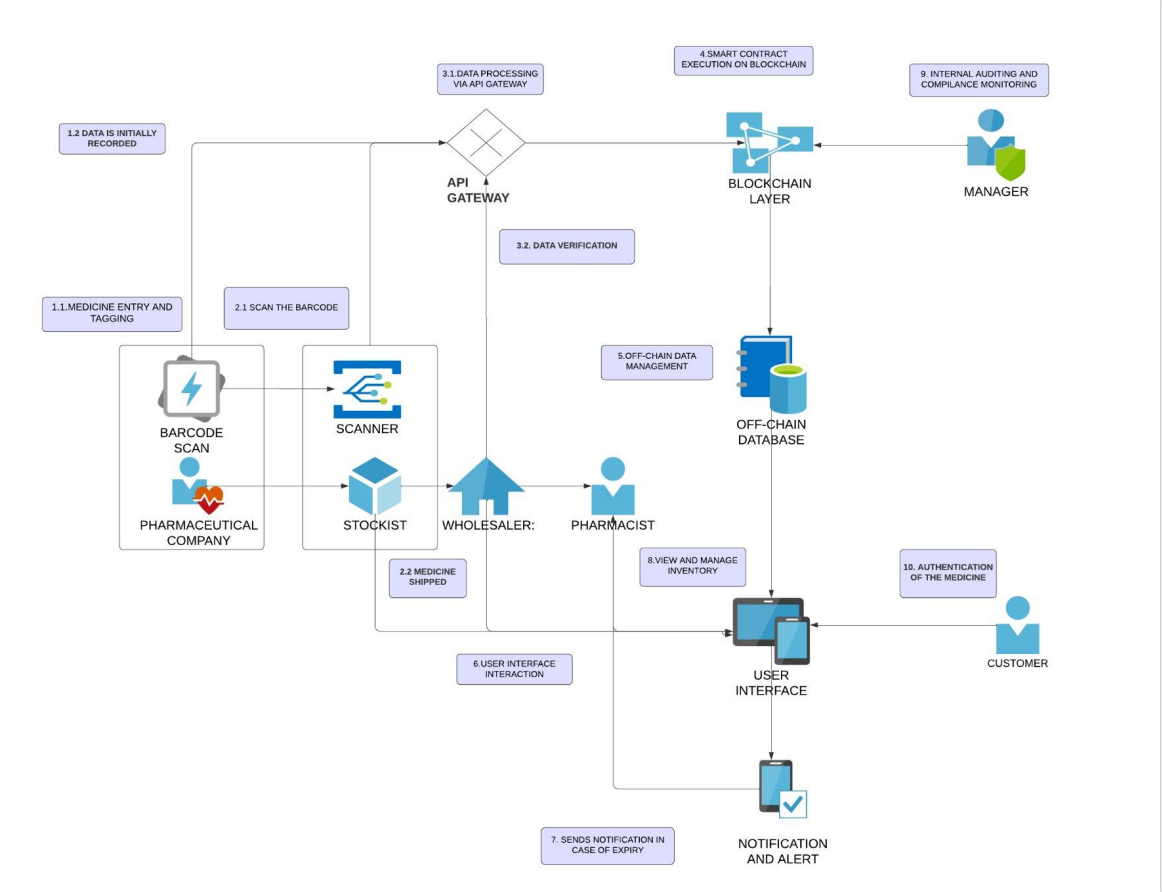 4.SMART CONTRACT
EXECUTION ON BLOCKCHAIN
3.1.DATA PROCESSING
VIA API GATEWAY
9. INTERNAL AUDITING AND
COMPILANCE MONITORING
1.2 DATA IS INITIALLY
RECORDED
API
GATEWAY
BLOCKCHAIN
LAYER
MANAGER
3.2. DATA VERIFICATION
1.1.MEDICINE ENTRY AND
TAGGING
2.1 SCAN THE BARCODE
5.OFF-CHAIN DATA
MANAGEMENT
BARCODE
SCAN
SCANNER
OFF-CHAIN
DATABASE
PHARMACEUTICAL
COMPANY
STOCKIST
WHOLESALER:
PHARMACIST
2.2 MEDICINE
SHIPPED
8.VIEW AND MANAGE
INVENTORY
10. AUTHENTICATION
OF THE MEDICINE
6.USER INTERFACE
INTERACTION
USER
INTERFACE
CUSTOMER
7. SENDS NOTIFICATION IN
CASE OF EXPIRY
NOTIFICATION
AND ALERT